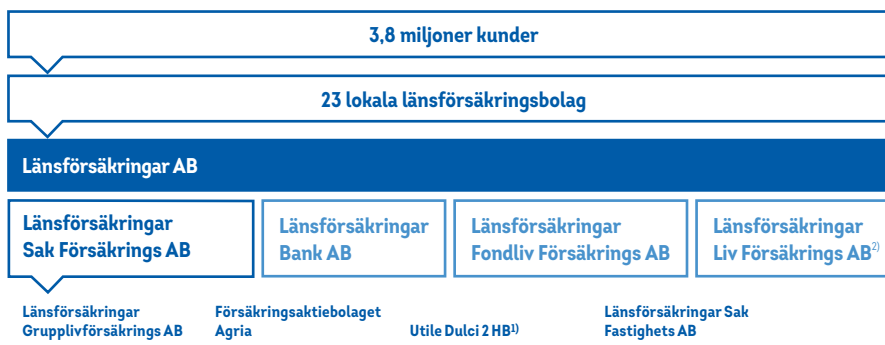 3,8 miljoner kunder
23 lokala länsförsäkringsbolag
Länsförsäkringar AB
Länsförsäkringar
Sak Försäkrings AB
Länsförsäkringar
Bank AB
Länsförsäkringar
Fondliv Försäkrings AB
Länsförsäkringar
Liv Försäkrings AB2)
Länsförsäkringar
Grupplivförsäkrings AB
Försäkringsaktiebolaget
Agria
Utile Dulci 2 HB1)
Länsförsäkringar Sak
Fastighets AB